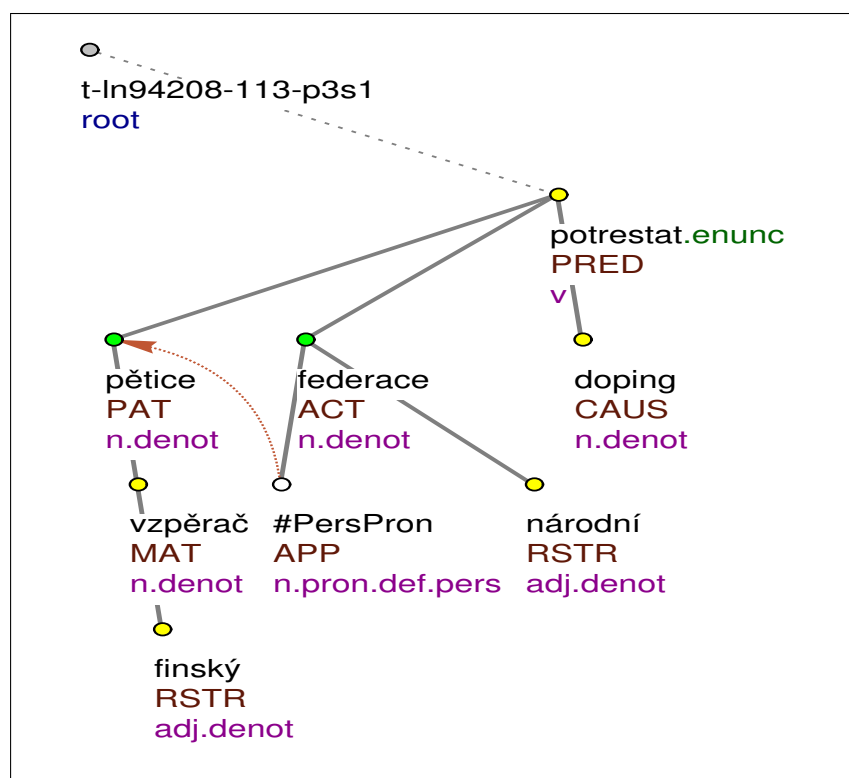 t-ln94208-113-p3s1
root
potrestat.enunc
PRED
v
pětice
PAT
n.denot
federace
ACT
n.denot
doping
CAUS
n.denot
vzpěrač
MAT
n.denot
#PersPron
APP
n.pron.def.pers
národní
RSTR
adj.denot
finský
RSTR
adj.denot